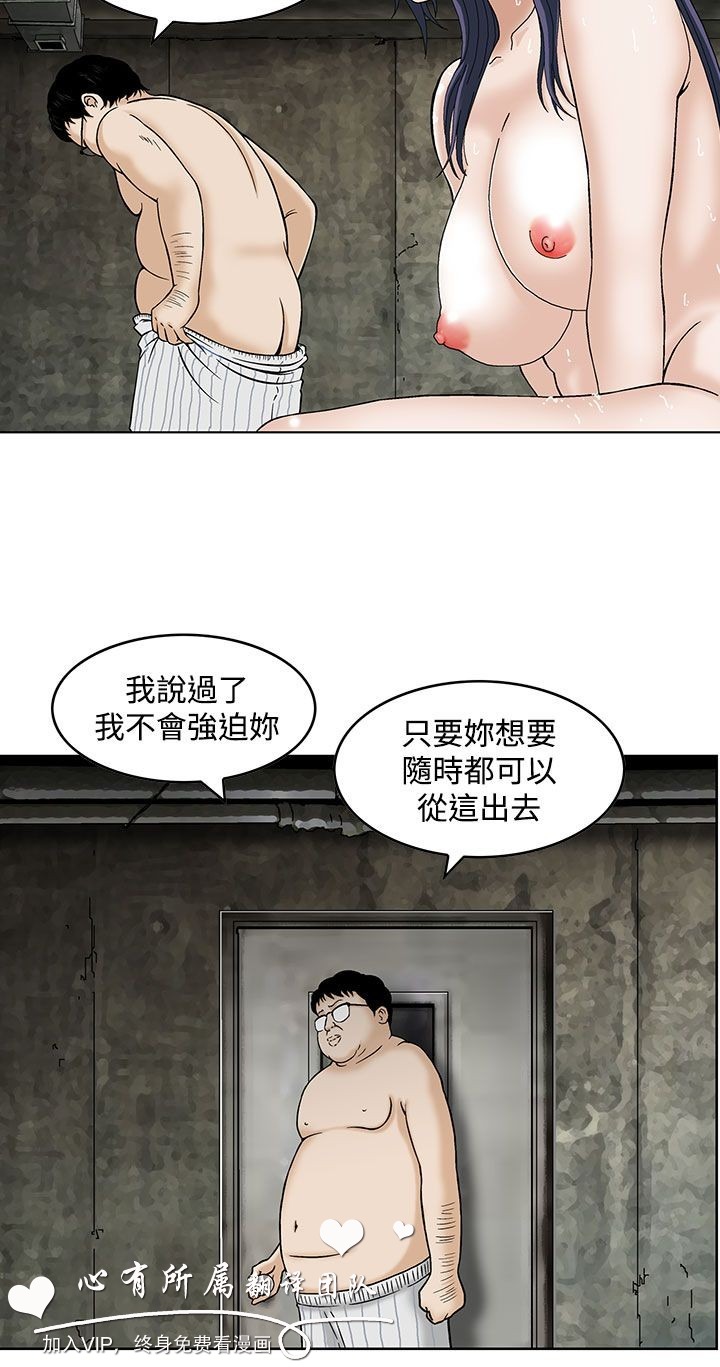 我說過了
我不會強迫妳
只要妳想要
隨時都可以
從這出去
心有所属翻译团队
加入VIP，终身免费看漫画